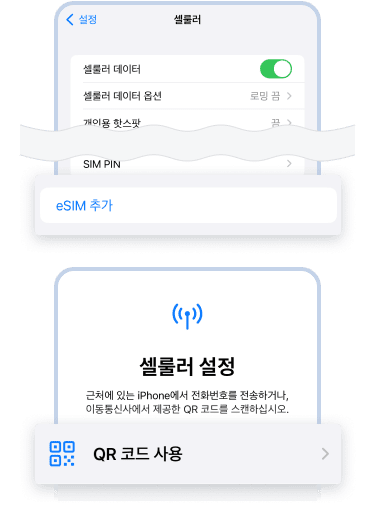 설정
셀룰러
셀룰러 데이터
셀룰러 데이터 옵션 로밍 끔
개인용 핫스팟 끔
SIM PIN
eSIM 추가
셀룰러 설정
근처에 있는 iPhone에서 전화번호를 전송하거나,
이동통신사에서 제공한 QR 코드를 스캔하십시오.
QR 코드 사용